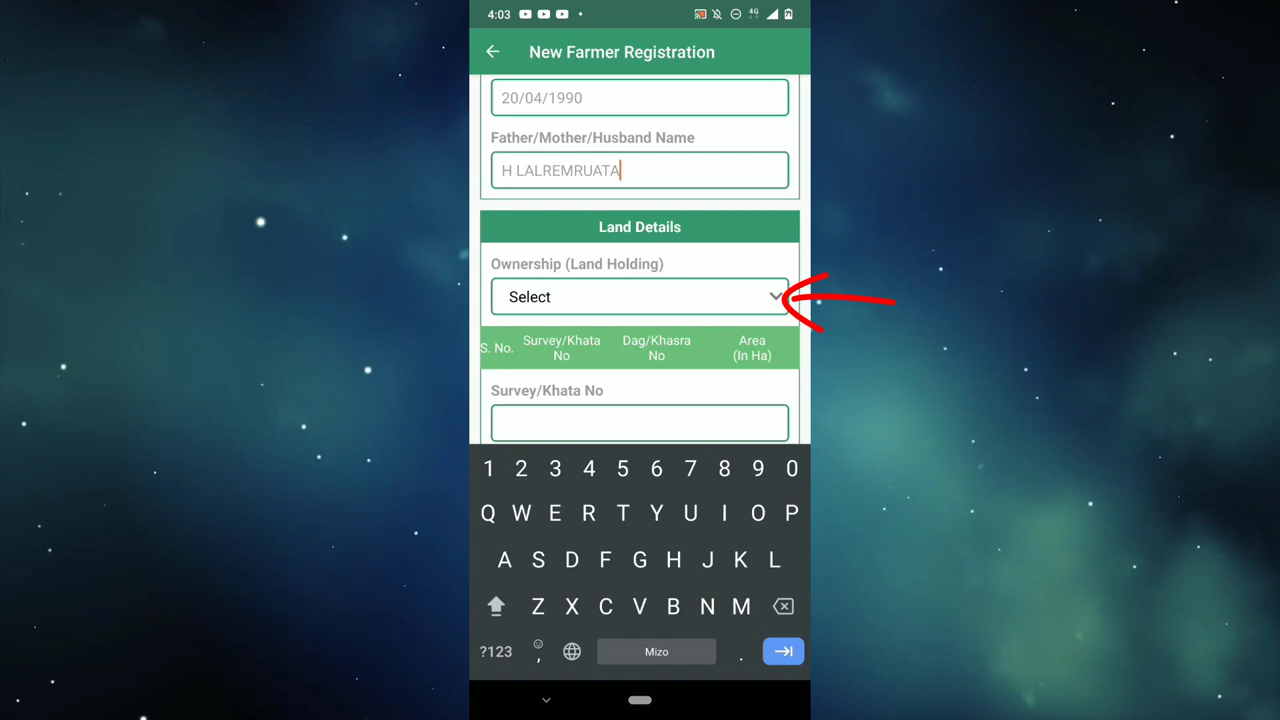 4:03
4G
New Farmer Registration
20/04/1990
Father/Mother/Husband Name
H LALREMRUATA
Land Details
Ownership (Land Holding)
Select
S. No. Survey/Khata No Dag/Khasra No Area (In Ha)
Survey/Khata No
1 2 3 4 5 6 7 8 9 0
Q W E R T Y U I O P
A S D F G H J K L
Z X C V B N M
?123 , Mizo .